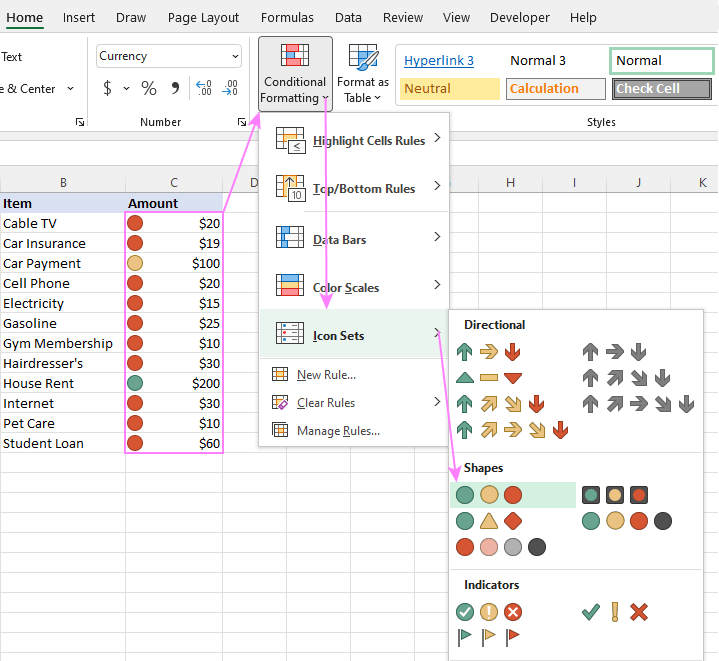 Home Insert Draw Page Layout Formulas Data Review View Developer Help
Text
Currency
e & Center
$ % ,
.00
.00
Number
Conditional
Formatting
Format as
Table
Hyperlink 3 Normal 3 Normal
Neutral Calculation Check Cell
Styles
B C D H I J K
Item Amount
Cable TV $20
Car Insurance $19
Car Payment $100
Cell Phone $20
Electricity $15
Gasoline $25
Gym Membership $10
Hairdresser's $30
House Rent $200
Internet $30
Pet Care $10
Student Loan $60
Highlight Cells Rules
10
Top/Bottom Rules
Data Bars
Color Scales
Icon Sets
New Rule...
Clear Rules
Manage Rules...
Directional
Shapes
Indicators